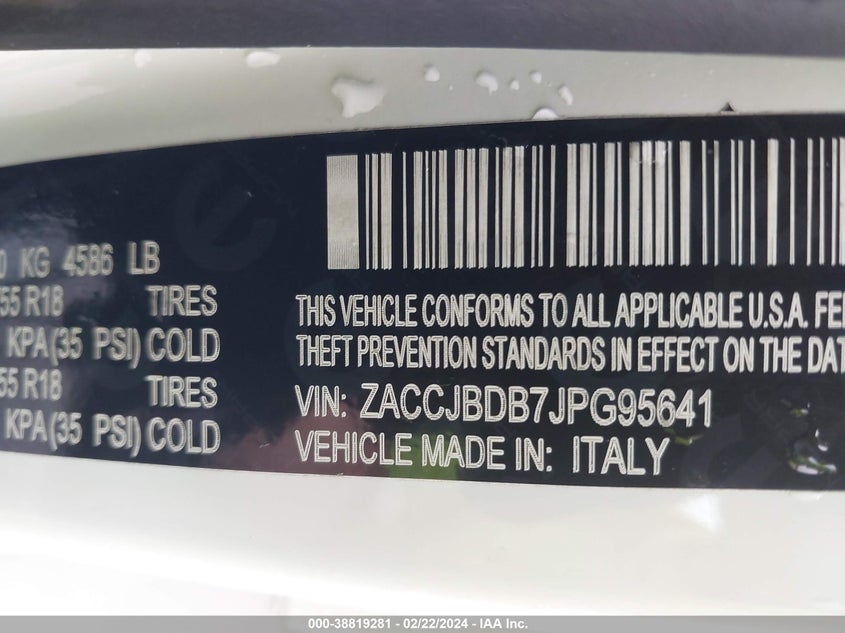 KG 4586 LB
55 R18 TIRES
KPA(35 PSI) COLD
55 R18 TIRES
KPA(35 PSI) COLD
THIS VEHICLE CONFORMS TO ALL APPLICABLE U.S.A.
THEFT PREVENTION STANDARDS IN EFFECT ON THE
VIN: ZACCJBDB7JPG95641
VEHICLE MADE IN: ITALY
000-38819281 - 02/22/2024 - IAA Inc.